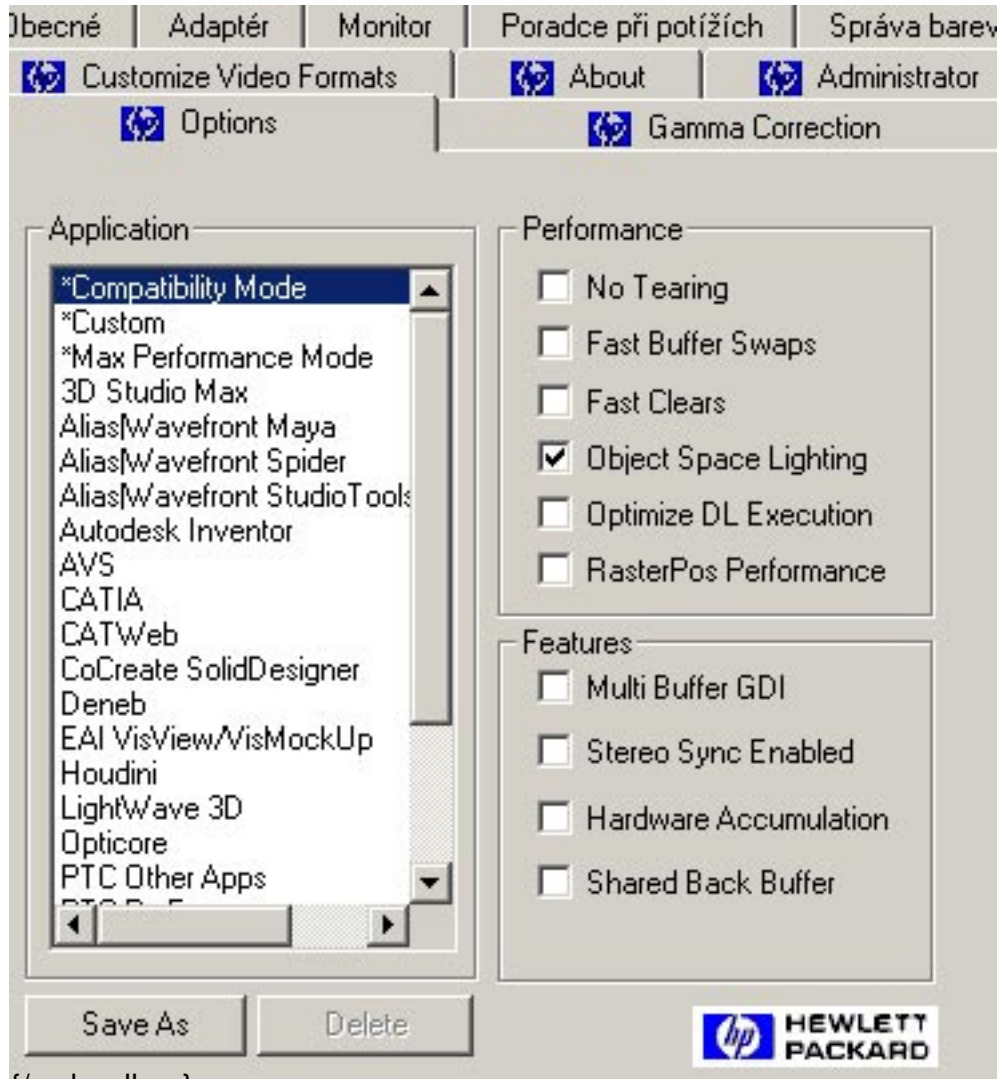 Obecné Adaptér Monitor Poradce při potížích Správa barev
Customize Video Formats About Administrator
Options Gamma Correction
Application
*Compatibility Mode
*Custom
*Max Performance Mode
3D Studio Max
Alias|Wavefront Maya
Alias|Wavefront Spider
Alias|Wavefront StudioTools
Autodesk Inventor
AVS
CATIA
CATWeb
CoCreate SolidDesigner
Deneb
EAI VisView/VisMockUp
Houdini
LightWave 3D
Opticore
PTC Other Apps
Save As Delete
Performance
No Tearing
Fast Buffer Swaps
Fast Clears
Object Space Lighting
Optimize DL Execution
RasterPos Performance
Features
Multi Buffer GDI
Stereo Sync Enabled
Hardware Accumulation
Shared Back Buffer
hp HEWLETT
PACKARD